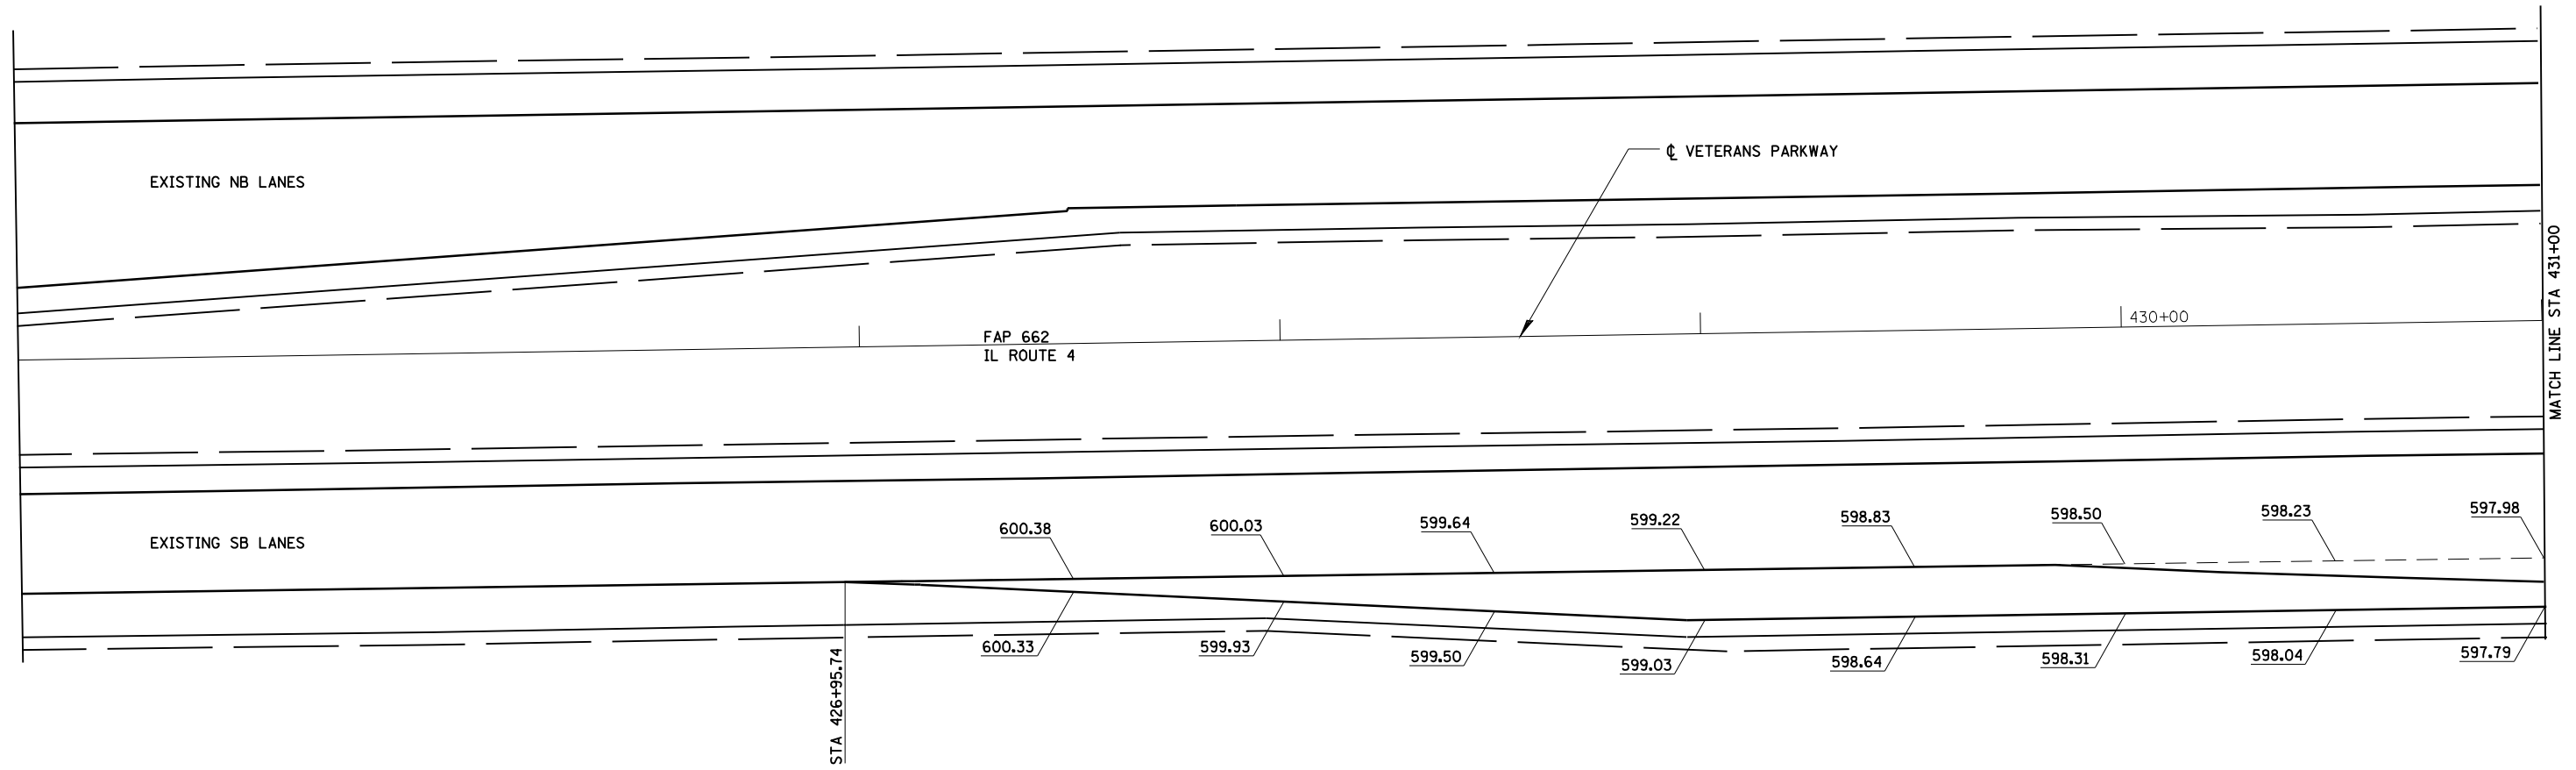 ℄ VETERANS PARKWAY
EXISTING NB LANES
MATCH LINE STA 431+00
430+00
FAP 662
IL ROUTE 4
EXISTING SB LANES
600.38
600.03
599.64
599.22
598.83
598.50
598.23
597.98
600.33
599.93
599.50
599.03
598.64
598.31
598.04
597.79
STA 426+95.74